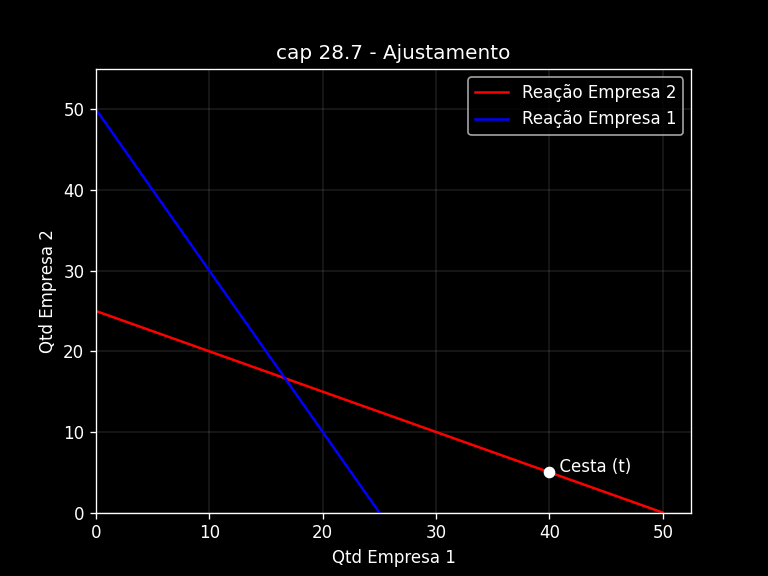 cap 28.7 - Ajustamento
Reação Empresa 2
Reação Empresa 1
50
40
30
20
10
0
Qtd Empresa 2
Cesta (t)
0 10 20 30 40 50
Qtd Empresa 1